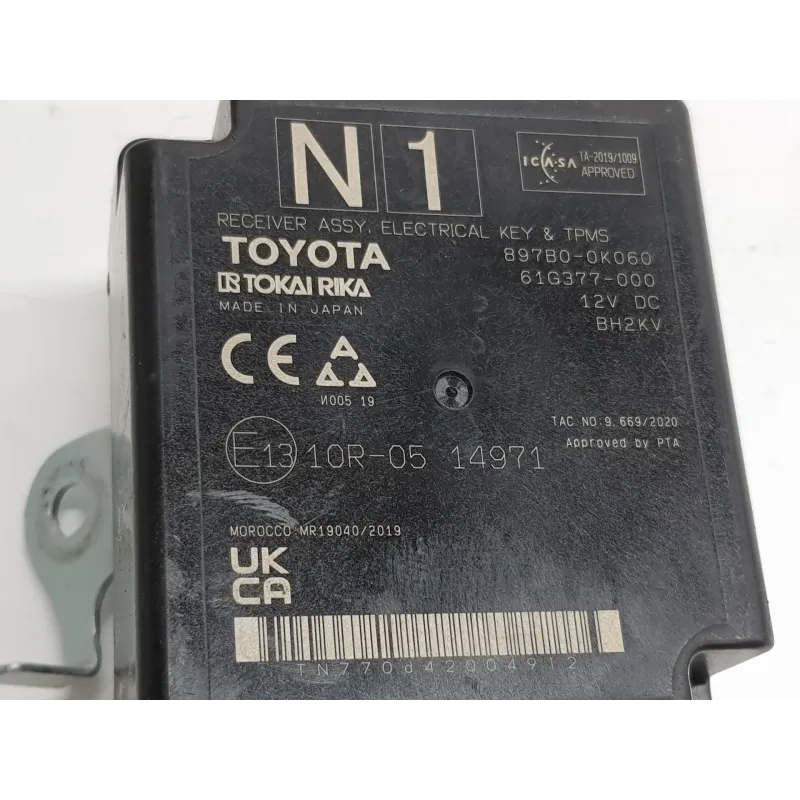 N 1
ICASA TA-2019/1009
APPROVED
RECEIVER ASSY, ELECTRICAL KEY & TPMS
TOYOTA 897B0-0K060
TOKAI RIKA 61G377-000
MADE IN JAPAN 12V DC
BH2KV
CE
И005 19
TAC NO:9.669/2020
Approved by PTA
E13 10R-05 14971
MOROCCO:MR19040/2019
UK
CA
TN770842004912